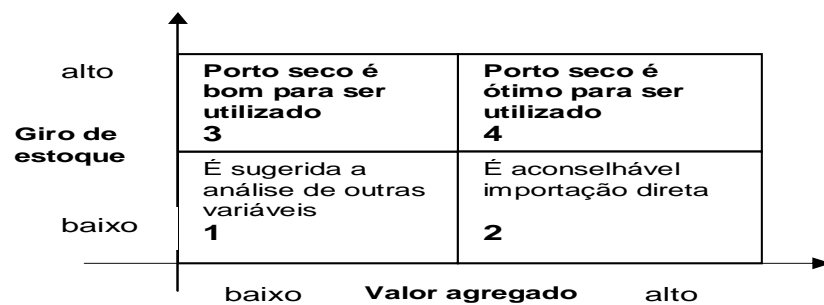 alto
Porto seco é
bom para ser
utilizado
3
Porto seco é
ótimo para ser
utilizado
4
Giro de
estoque
É sugerida a
análise de outras
variáveis
1
É aconselhável
importação direta
2
baixo
baixo
Valor agregado
alto